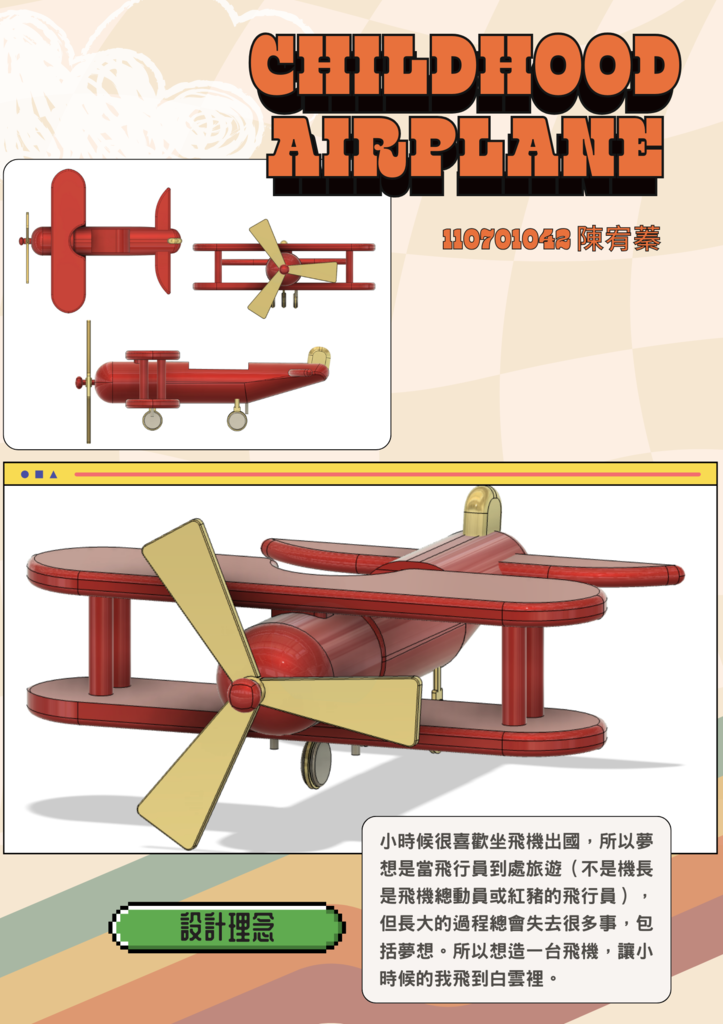 CHILDHOOD
AIRPLANE
110701042 陳宥蓁
小時候很喜歡坐飛機出國，所以夢
想是當飛行員到處旅遊（不是機長
是飛機總動員或紅豬的飛行員），
但長大的過程總會失去很多事，包
括夢想。所以想造一台飛機，讓小
時候的我飛到白雲裡。
設計理念